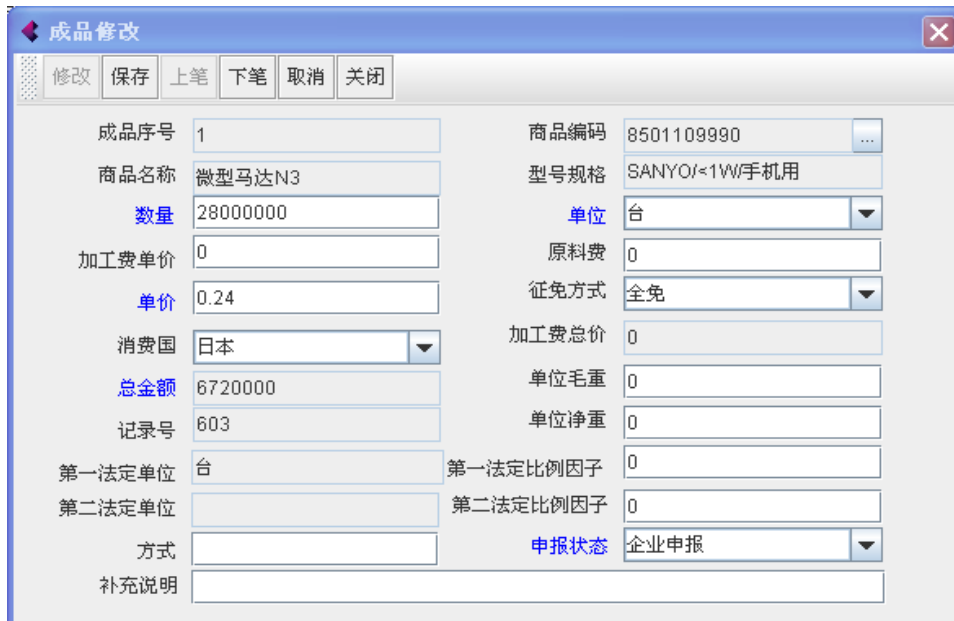 成品修改
修改 保存 上笔 下笔 取消 关闭
成品序号 1 商品编码 8501109990 ...
商品名称 微型马达N3 型号规格 SANYO/<1W/手机用
数量 28000000 单位 台
加工费单价 0 原料费 0
单价 0.24 征免方式 全免
消费国 日本 加工费总价 0
总金额 6720000 单位毛重 0
记录号 603 单位净重 0
第一法定单位 台 第一法定比例因子 0
第二法定单位 第二法定比例因子 0
方式 申报状态 企业申报
补充说明